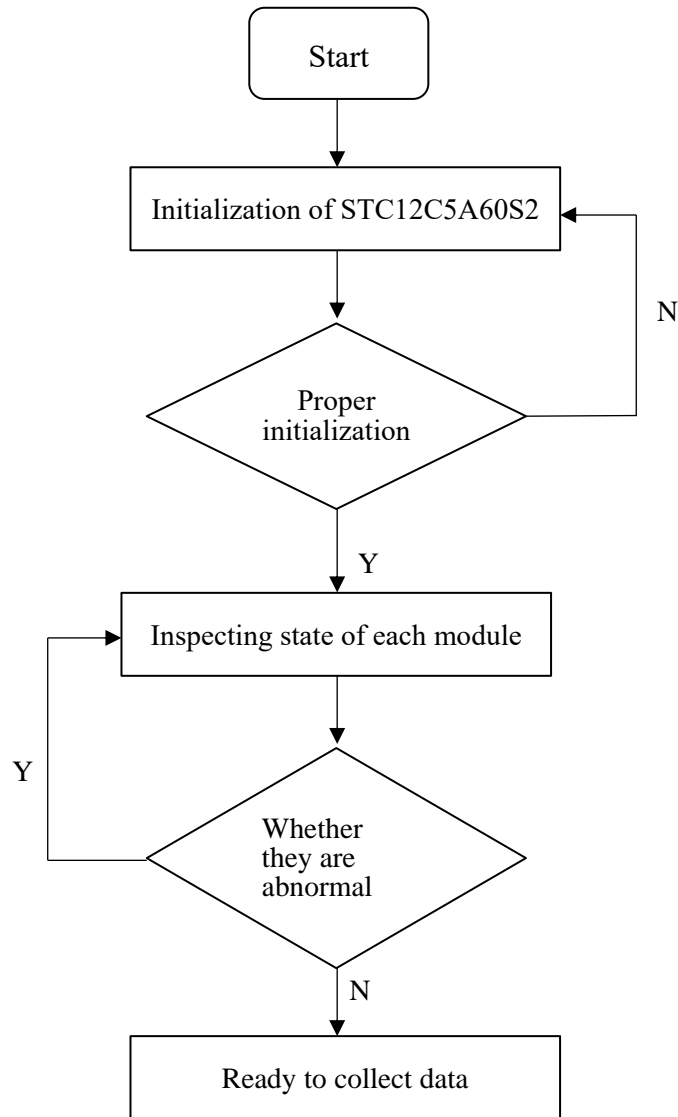 Start
Initialization of STC12C5A60S2
N
Proper
initialization
Y
Inspecting state of each module
Y
Whether
they are
abnormal
N
Ready to collect data